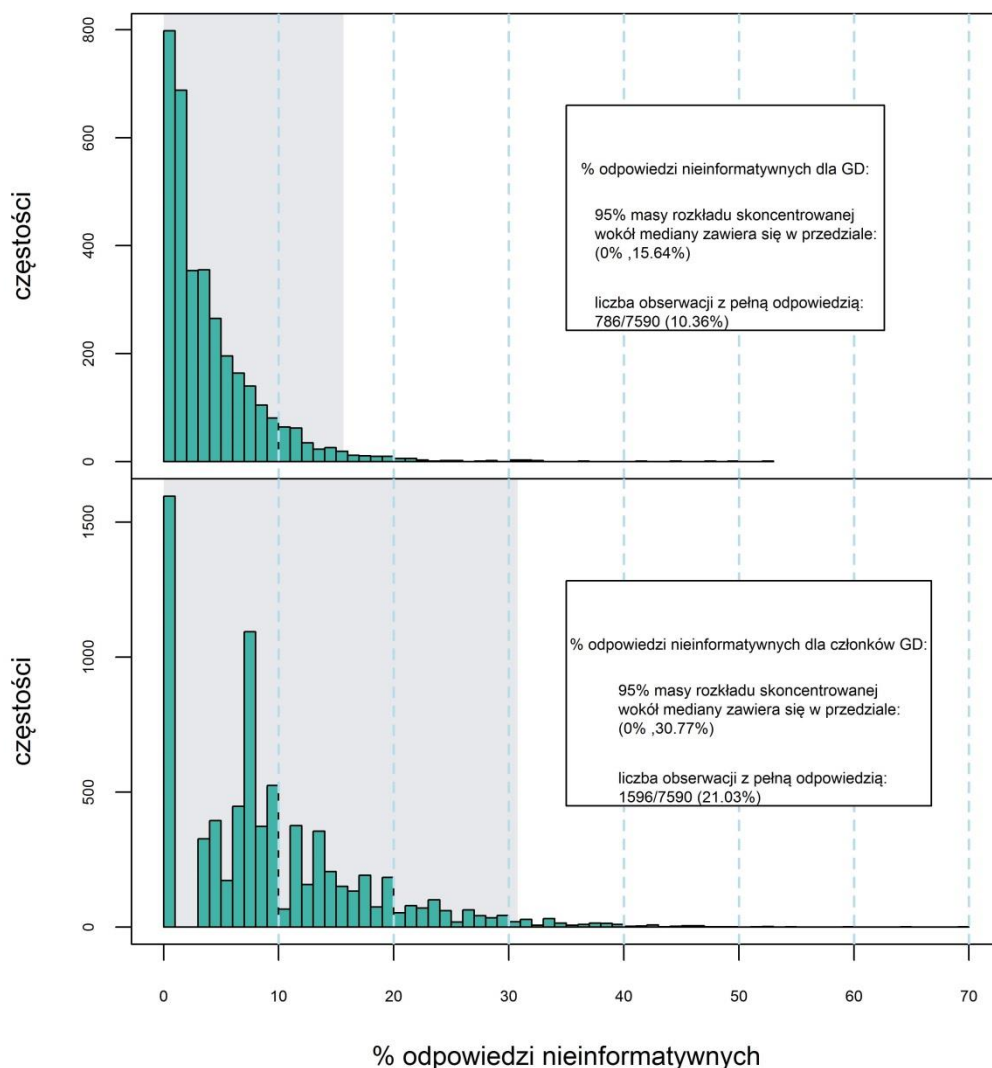 częstości
800
600
400
200
0
% odpowiedzi nieinformatywnych dla GD:
95% masy rozkładu skoncentrowanej
wokół mediany zawiera się w przedziale:
(0% ,15.64%)
liczba obserwacji z pełną odpowiedzią:
786/7590 (10.36%)
częstości
1500
1000
500
0
% odpowiedzi nieinformatywnych dla członków GD:
95% masy rozkładu skoncentrowanej
wokół mediany zawiera się w przedziale:
(0% ,30.77%)
liczba obserwacji z pełną odpowiedzią:
1596/7590 (21.03%)
0 10 20 30 40 50 60 70
% odpowiedzi nieinformatywnych